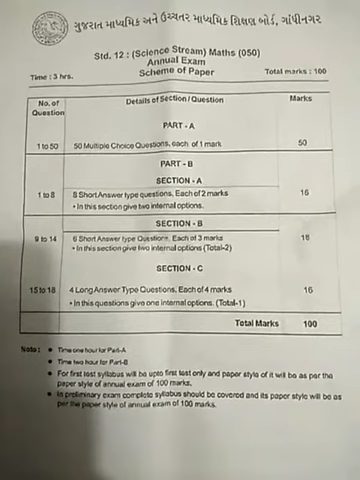 ગુજરાત માધ્યમિક અને ઉચ્ચતર માધ્યમિક શિક્ષણ બોર્ડ, ગાંધીનગર
Std. 12 : (Science Stream) Maths (050)
Annual Exam
Time : 3 hrs. Scheme of Paper Total marks : 100
No. of Question Details of Section / Question Marks
PART - A
1 to 50 50 Multiple Choice Questions, each of 1 mark 50
PART - B
SECTION - A
1 to 8 8 Short Answer type questions, Each of 2 marks 16
• In this section give two internal options.
SECTION - B
9 to 14 6 Short Answer type Questions. Each of 3 marks 18
• In this section give two internal options (Total-2)
SECTION - C
15 to 18 4 Long Answer Type Questions, Each of 4 marks 16
• In this questions give one Internal options. (Total-1)
Total Marks 100
Note : • Time one hour for Part-A
• Time two hour for Part-B
• For first test syllabus will be upto first test only and paper style of it will be as per the
paper style of annual exam of 100 marks.
• In preliminary exam complete syllabus should be covered and its paper style will be as
per the paper style of annual exam of 100 marks.